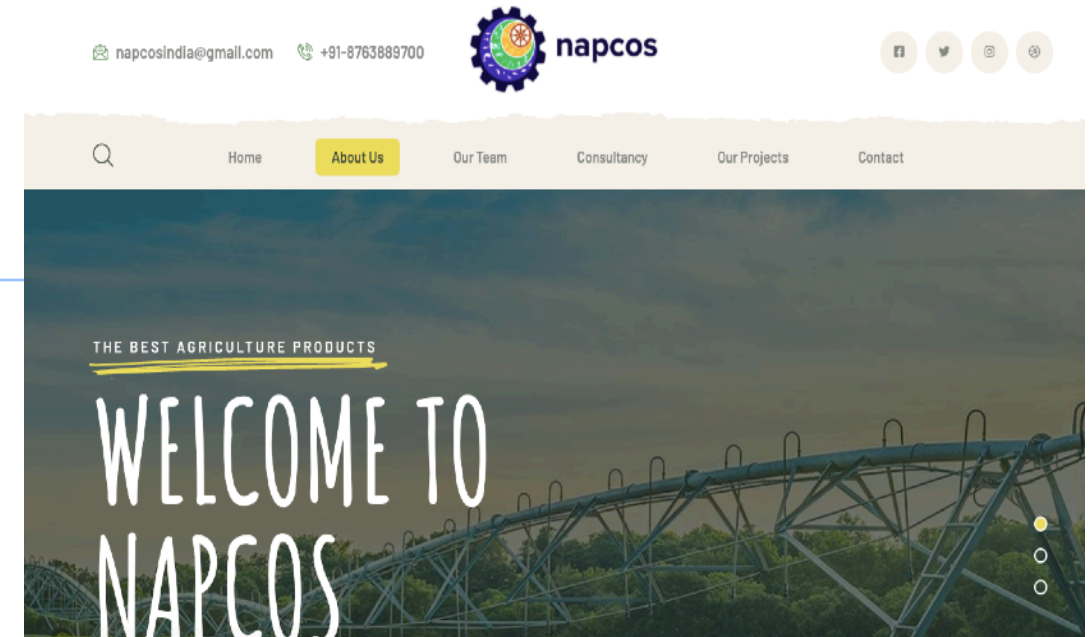 napcosindia@gmail.com +91-8763889700 napcos
Home About Us Our Team Consultancy Our Projects Contact
THE BEST AGRICULTURE PRODUCTS
WELCOME TO
NAPCOS